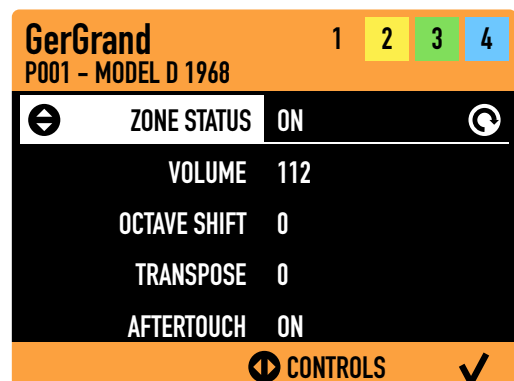 GerGrand 1 2 3 4
P001 - MODEL D 1968
ZONE STATUS ON
VOLUME 112
OCTAVE SHIFT 0
TRANSPOSE 0
AFTERTOUCH ON
CONTROLS